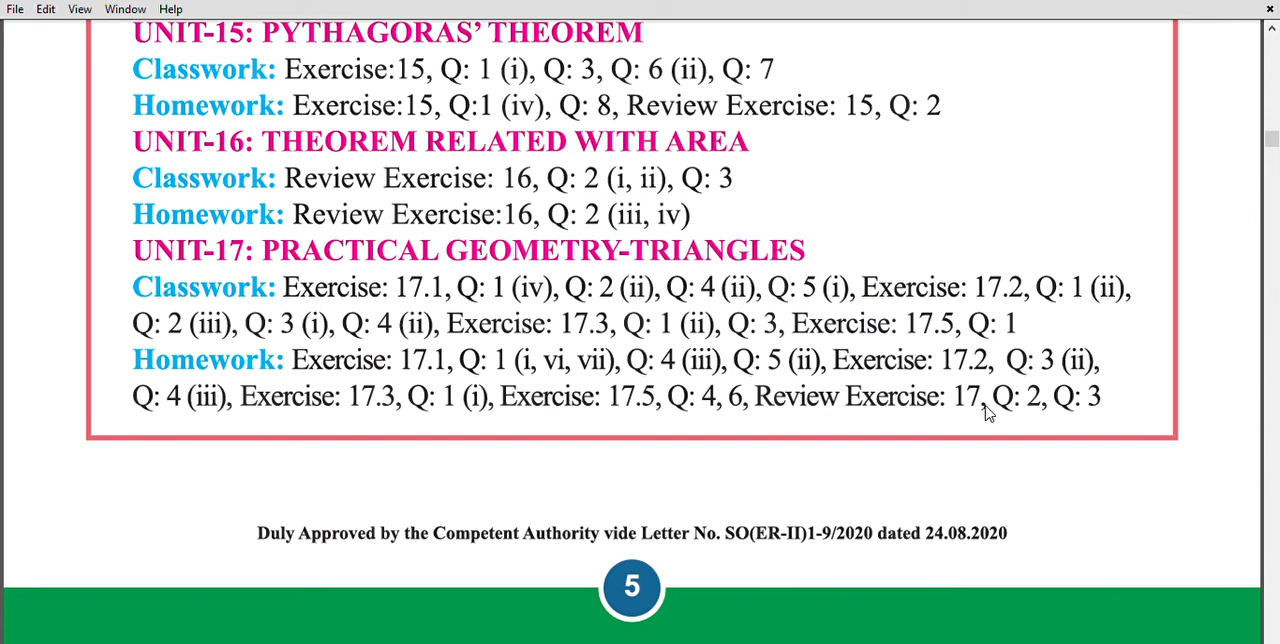 File Edit View Window Help
UNIT-15: PYTHAGORAS’ THEOREM
Classwork: Exercise:15, Q: 1 (i), Q: 3, Q: 6 (ii), Q: 7
Homework: Exercise:15, Q:1 (iv), Q: 8, Review Exercise: 15, Q: 2
UNIT-16: THEOREM RELATED WITH AREA
Classwork: Review Exercise: 16, Q: 2 (i, ii), Q: 3
Homework: Review Exercise:16, Q: 2 (iii, iv)
UNIT-17: PRACTICAL GEOMETRY-TRIANGLES
Classwork: Exercise: 17.1, Q: 1 (iv), Q: 2 (ii), Q: 4 (ii), Q: 5 (i), Exercise: 17.2, Q: 1 (ii),
Q: 2 (iii), Q: 3 (i), Q: 4 (ii), Exercise: 17.3, Q: 1 (ii), Q: 3, Exercise: 17.5, Q: 1
Homework: Exercise: 17.1, Q: 1 (i, vi, vii), Q: 4 (iii), Q: 5 (ii), Exercise: 17.2, Q: 3 (ii),
Q: 4 (iii), Exercise: 17.3, Q: 1 (i), Exercise: 17.5, Q: 4, 6, Review Exercise: 17, Q: 2, Q: 3
Duly Approved by the Competent Authority vide Letter No. SO(ER-II)1-9/2020 dated 24.08.2020
5